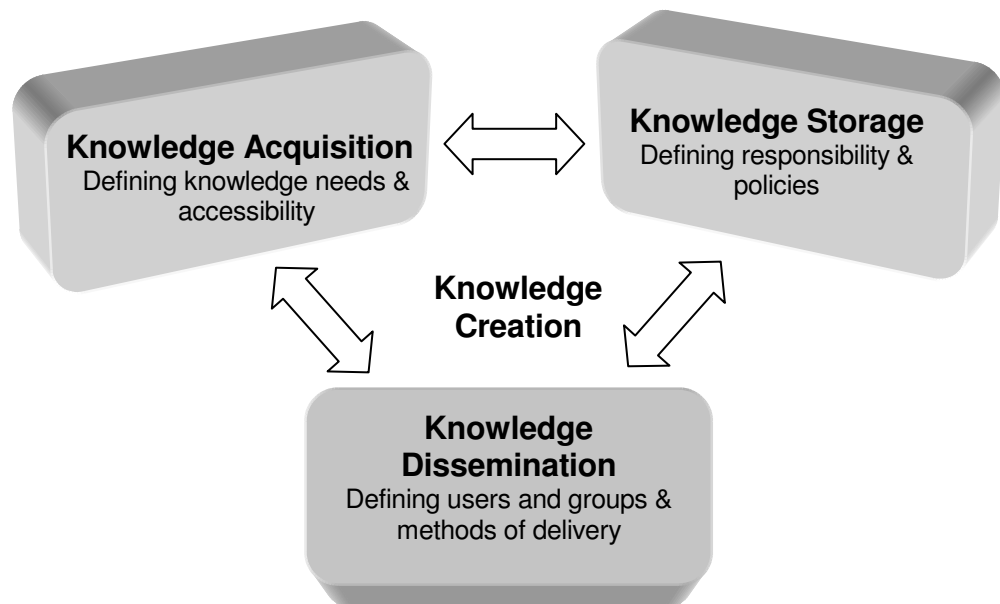 Knowledge Acquisition
Defining knowledge needs &
accessibility
Knowledge Storage
Defining responsibility &
policies
Knowledge
Creation
Knowledge
Dissemination
Defining users and groups &
methods of delivery